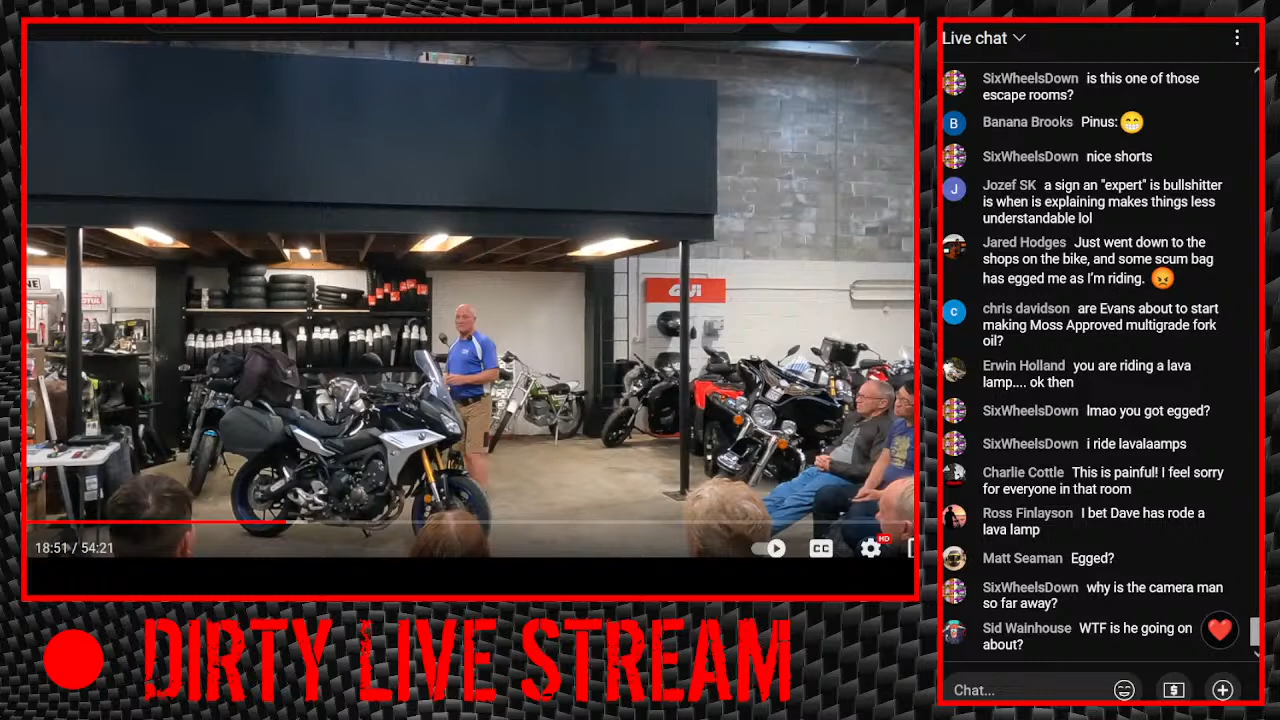 Live chat
SixWheelsDown is this one of those
escape rooms?
B Banana Brooks Pinus:😁
SixWheelsDown nice shorts
J Jozef SK a sign an "expert" is bullshitter
is when is explaining makes things less
understandable lol
Jared Hodges Just went down to the
shops on the bike, and some scum bag
has egged me as I'm riding. 😡
c chris davidson are Evans about to start
making Moss Approved multigrade fork
oil?
Erwin Holland you are riding a lava
lamp.... ok then
SixWheelsDown lmao you got egged?
SixWheelsDown i ride lavalaamps
Charlie Cottle This is painful! I feel sorry
for everyone in that room
Ross Finlayson I bet Dave has rode a
lava lamp
Matt Seaman Egged?
SixWheelsDown why is the camera man
so far away?
Sid Wainhouse WTF is he going on
about?
Chat...
GIVI
MOTUL
18:51 / 54:21
CC
HD
DIRTY LIVE STREAM